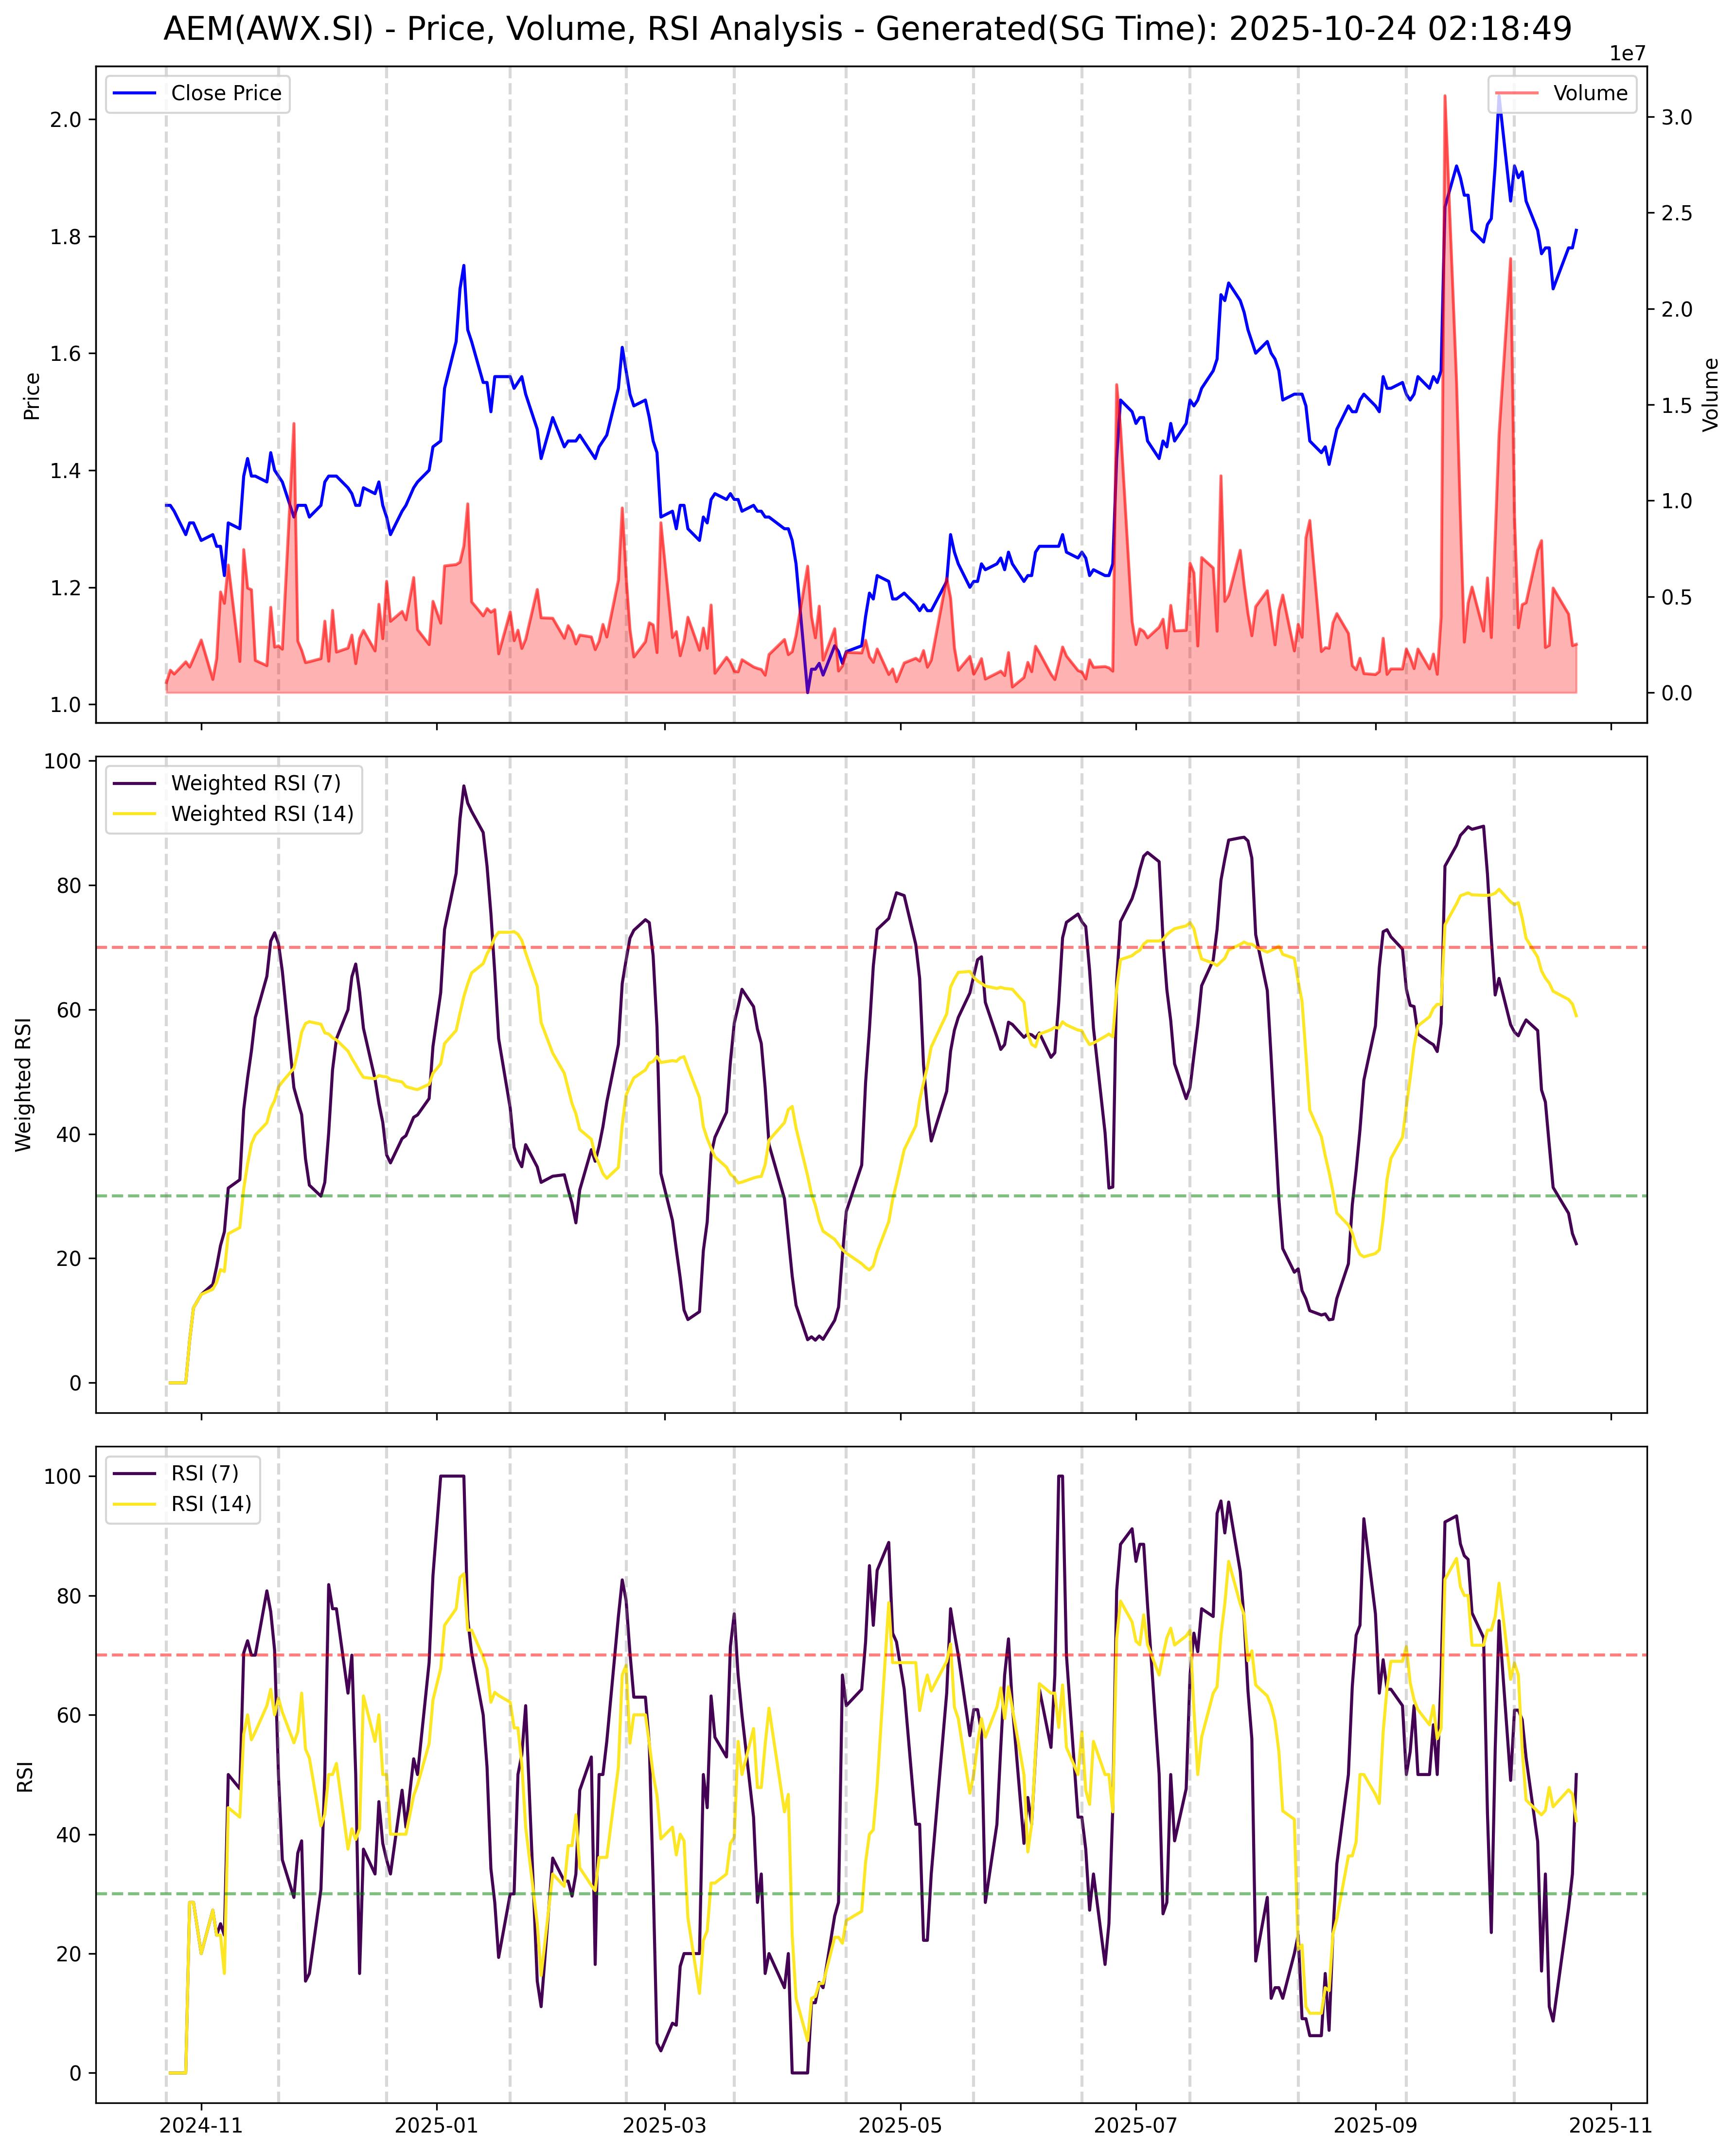 AEM(AWX.SI) - Price, Volume, RSI Analysis - Generated(SG Time): 2025-10-24 02:18:49
1e7
Close Price
Volume
2.0
1.8
1.6
1.4
1.2
1.0
Price
3.0
2.5
2.0
1.5
1.0
0.5
0.0
Volume
Weighted RSI (7)
Weighted RSI (14)
100
80
60
40
20
0
Weighted RSI
RSI (7)
RSI (14)
100
80
60
40
20
0
RSI
2024-11
2025-01
2025-03
2025-05
2025-07
2025-09
2025-11